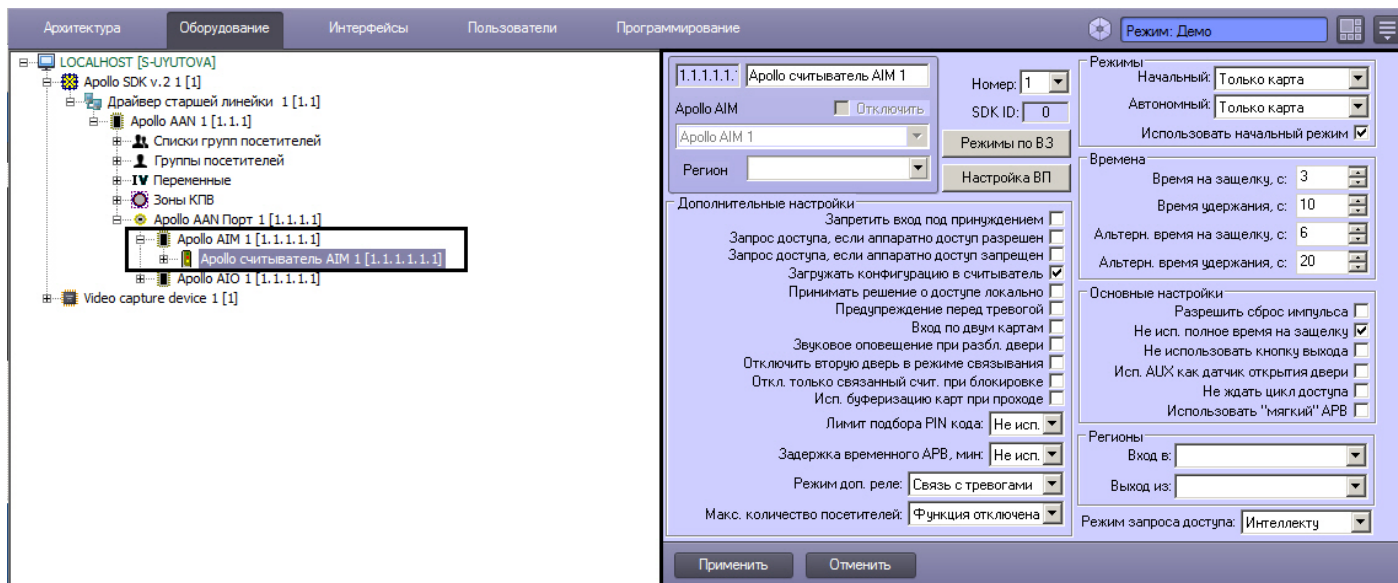 Архитектура Оборудование Интерфейсы Пользователи Программирование Режим: Демо
LOCALHOST [S-UYUTOVA]
Apollo SDK v.2 1 [1]
Драйвер старшей линейки 1 [1.1]
Apollo AAN 1 [1.1.1]
Списки групп посетителей
Группы посетителей
IV Переменные
Зоны КПВ
Apollo AAN Порт 1 [1.1.1.1]
Apollo AIM 1 [1.1.1.1.1]
Apollo считыватель AIM 1 [1.1.1.1.1.1]
Apollo AIO 1 [1.1.1.1.1]
Video capture device 1 [1]
1.1.1.1.1. Apollo считыватель AIM 1
Номер: 1
Apollo AIM Отключить
SDK ID: 0
Apollo AIM 1
Режимы по ВЗ
Регион
Настройка ВП
Дополнительные настройки
Запретить вход под принуждением
Запрос доступа, если аппаратно доступ разрешен
Запрос доступа, если аппаратно доступ запрещен
Загружать конфигурацию в считыватель
Принимать решение о доступе локально
Предупреждение перед тревогой
Вход по двум картам
Звуковое оповещение при разбл. двери
Отключить вторую дверь в режиме связывания
Откл. только связанный счит. при блокировке
Исп. буферизацию карт при проходе
Лимит подбора PIN кода: Не исп.
Задержка временного APB, мин: Не исп.
Режим доп. реле: Связь с тревогами
Макс. количество посетителей: Функция отключена
Режимы
Начальный: Только карта
Автономный: Только карта
Использовать начальный режим
Времена
Время на защелку, с: 3
Время удержания, с: 10
Альтерн. время на защелку, с: 6
Альтерн. время удержания, с: 20
Основные настройки
Разрешить сброс импульса
Не исп. полное время на защелку
Не использовать кнопку выхода
Исп. AUX как датчик открытия двери
Не ждать цикл доступа
Использовать "мягкий" APB
Регионы
Вход в:
Выход из:
Режим запроса доступа: Интеллекту
Применить Отменить